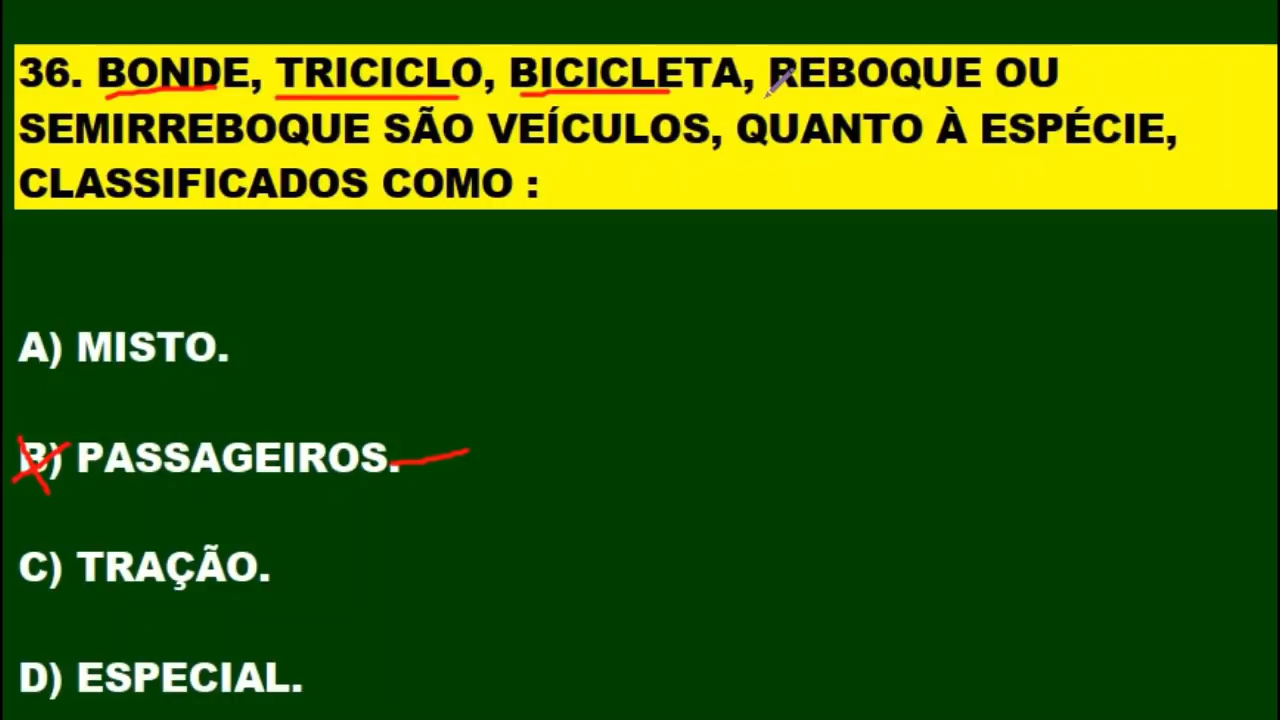 36. BONDE, TRICICLO, BICICLETA, REBOQUE OU
SEMIRREBOQUE SÃO VEÍCULOS, QUANTO À ESPÉCIE,
CLASSIFICADOS COMO :
A) MISTO.
B) PASSAGEIROS.
C) TRAÇÃO.
D) ESPECIAL.